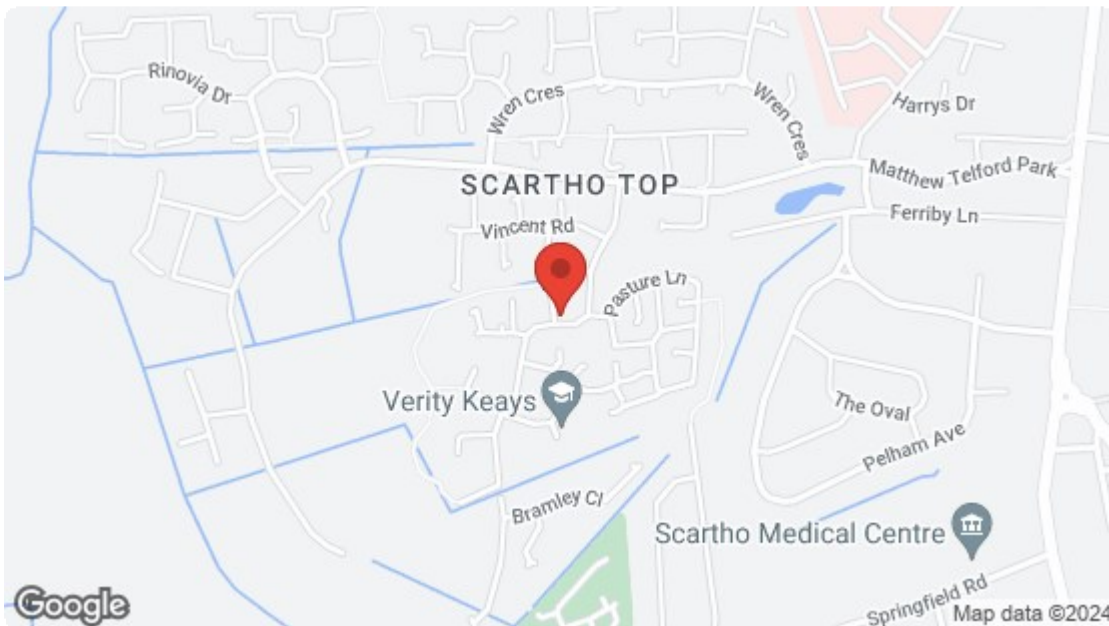 Rinovia Dr
Wren Cres
Wren Cres
Harrys Dr
Matthew Telford Park
SCARTHO TOP
Ferriby Ln
Vincent Rd
Pasture Ln
Verity Keays
The Oval
Pelham Ave
Bramley Cl
Scartho Medical Centre
Springfield Rd
Google
Map data ©2024